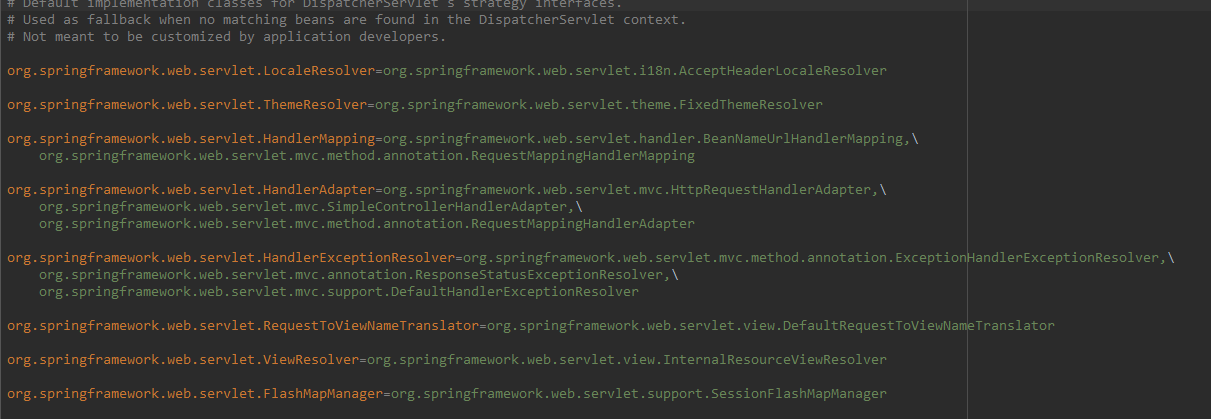 # Default implementation classes for DispatcherServlet's strategy interfaces.
# Used as fallback when no matching beans are found in the DispatcherServlet context.
# Not meant to be customized by application developers.
org.springframework.web.servlet.LocaleResolver=org.springframework.web.servlet.i18n.AcceptHeaderLocaleResolver
org.springframework.web.servlet.ThemeResolver=org.springframework.web.servlet.theme.FixedThemeResolver
org.springframework.web.servlet.HandlerMapping=org.springframework.web.servlet.handler.BeanNameUrlHandlerMapping,\
org.springframework.web.servlet.mvc.method.annotation.RequestMappingHandlerMapping
org.springframework.web.servlet.HandlerAdapter=org.springframework.web.servlet.mvc.HttpRequestHandlerAdapter,\
org.springframework.web.servlet.mvc.SimpleControllerHandlerAdapter,\
org.springframework.web.servlet.mvc.method.annotation.RequestMappingHandlerAdapter
org.springframework.web.servlet.HandlerExceptionResolver=org.springframework.web.servlet.mvc.method.annotation.ExceptionHandlerExceptionResolver,\
org.springframework.web.servlet.mvc.annotation.ResponseStatusExceptionResolver,\
org.springframework.web.servlet.mvc.support.DefaultHandlerExceptionResolver
org.springframework.web.servlet.RequestToViewNameTranslator=org.springframework.web.servlet.view.DefaultRequestToViewNameTranslator
org.springframework.web.servlet.ViewResolver=org.springframework.web.servlet.view.InternalResourceViewResolver
org.springframework.web.servlet.FlashMapManager=org.springframework.web.servlet.support.SessionFlashMapManager